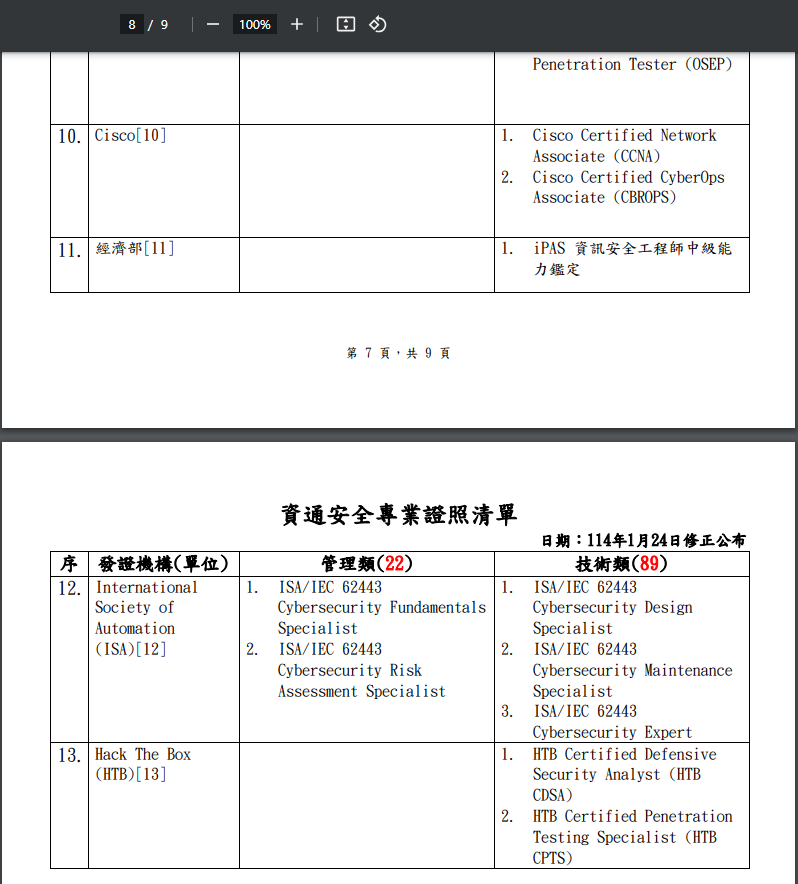 8 / 9 100%
Penetration Tester (OSEP)
10. Cisco[10]
1. Cisco Certified Network
Associate (CCNA)
2. Cisco Certified CyberOps
Associate (CBROPS)
11. 經濟部[11]
1. iPAS 資訊安全工程師中級能
力鑑定
第 7 頁，共 9 頁
資通安全專業證照清單
日期：114年1月24日修正公布
序 發證機構(單位) 管理類(22) 技術類(89)
12. International
Society of
Automation
(ISA)[12]
1. ISA/IEC 62443
Cybersecurity Fundamentals
Specialist
2. ISA/IEC 62443
Cybersecurity Risk
Assessment Specialist
1. ISA/IEC 62443
Cybersecurity Design
Specialist
2. ISA/IEC 62443
Cybersecurity Maintenance
Specialist
3. ISA/IEC 62443
Cybersecurity Expert
13. Hack The Box
(HTB)[13]
1. HTB Certified Defensive
Security Analyst (HTB
CDSA)
2. HTB Certified Penetration
Testing Specialist (HTB
CPTS)